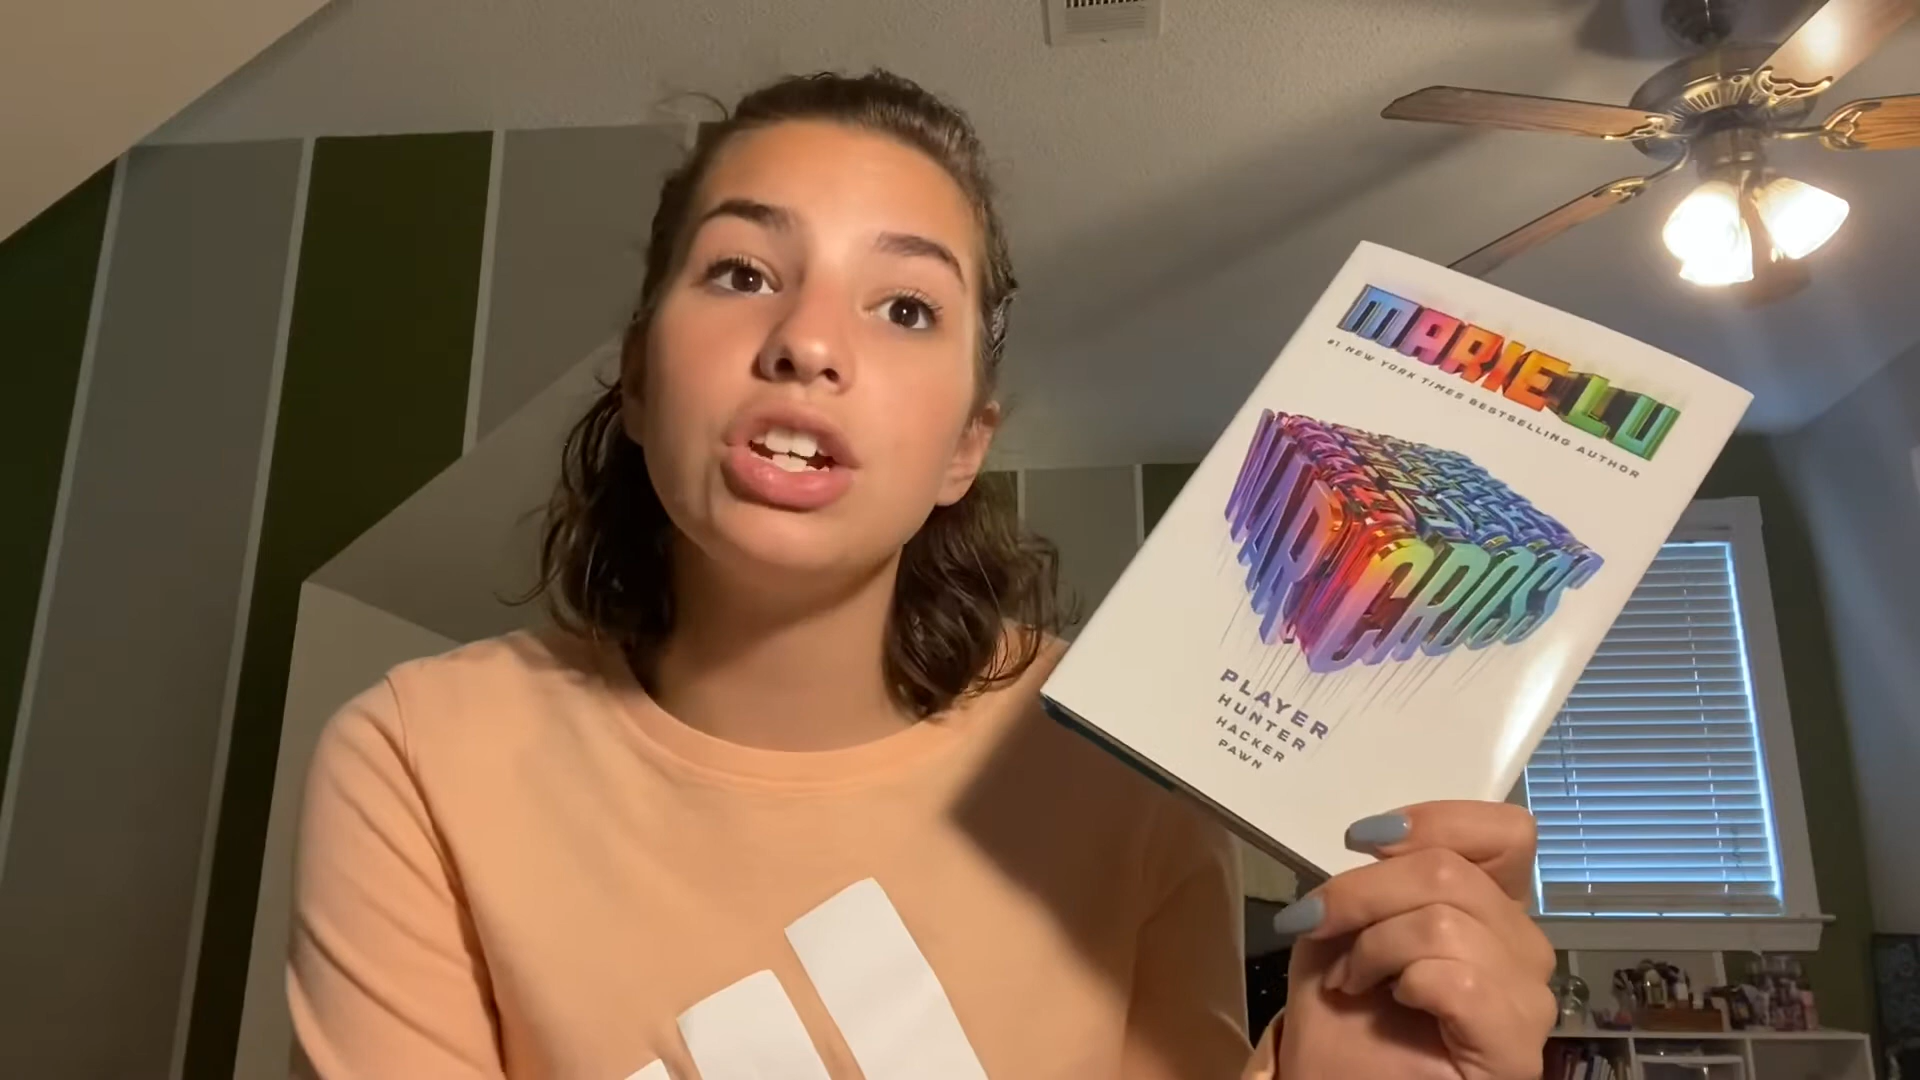 MARIE LU
#1 NEW YORK TIMES BESTSELLING AUTHOR
WARCROSS
PLAYER
HUNTER
HACKER
PAWN